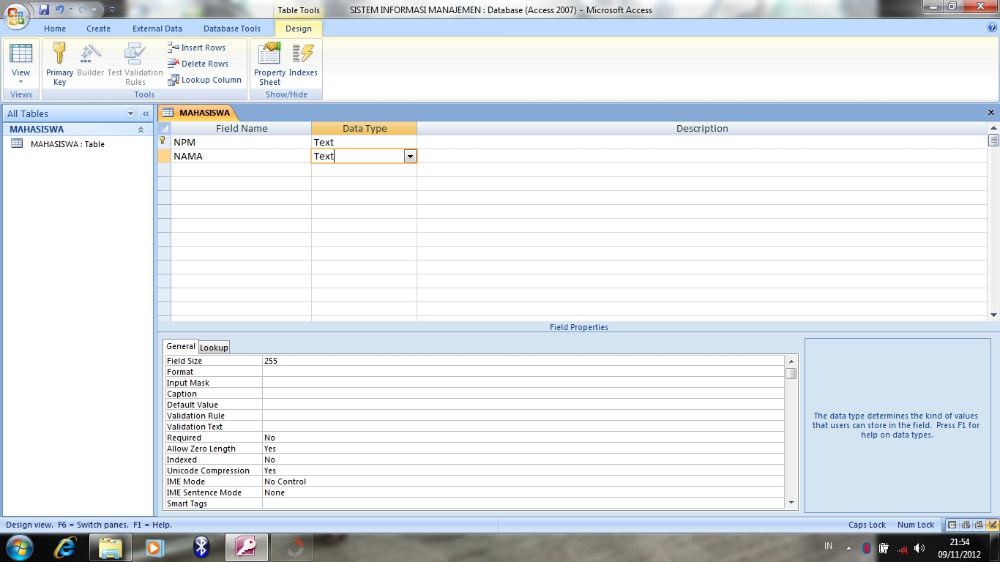 Table Tools
SISTEM INFORMASI MANAJEMEN : Database (Access 2007) - Microsoft Access
Home Create External Data Database Tools Design
View
Views
Primary Key
Builder
Test Validation Rules
Insert Rows
Delete Rows
Lookup Column
Tools
Property Sheet
Indexes
Show/Hide
All Tables
MAHASISWA
MAHASISWA : Table
MAHASISWA
Field Name Data Type Description
NPM Text
NAMA Text
Field Properties
General Lookup
Field Size 255
Format
Input Mask
Caption
Default Value
Validation Rule
Validation Text
Required No
Allow Zero Length Yes
Indexed No
Unicode Compression Yes
IME Mode No Control
IME Sentence Mode None
Smart Tags
The data type determines the kind of values
that users can store in the field. Press F1 for
help on data types.
Design view. F6 = Switch panes. F1 = Help.
Caps Lock Num Lock
IN
21:54
09/11/2012